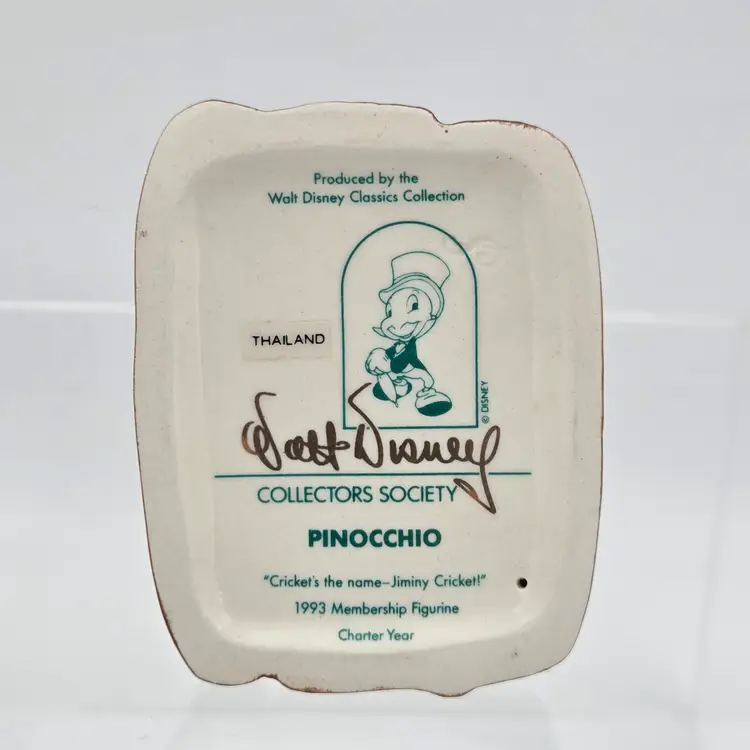 Produced by the
Walt Disney Classics Collection
THAILAND
© DISNEY
Walt Disney
COLLECTORS SOCIETY
PINOCCHIO
"Cricket's the name–Jiminy Cricket!"
1993 Membership Figurine
Charter Year